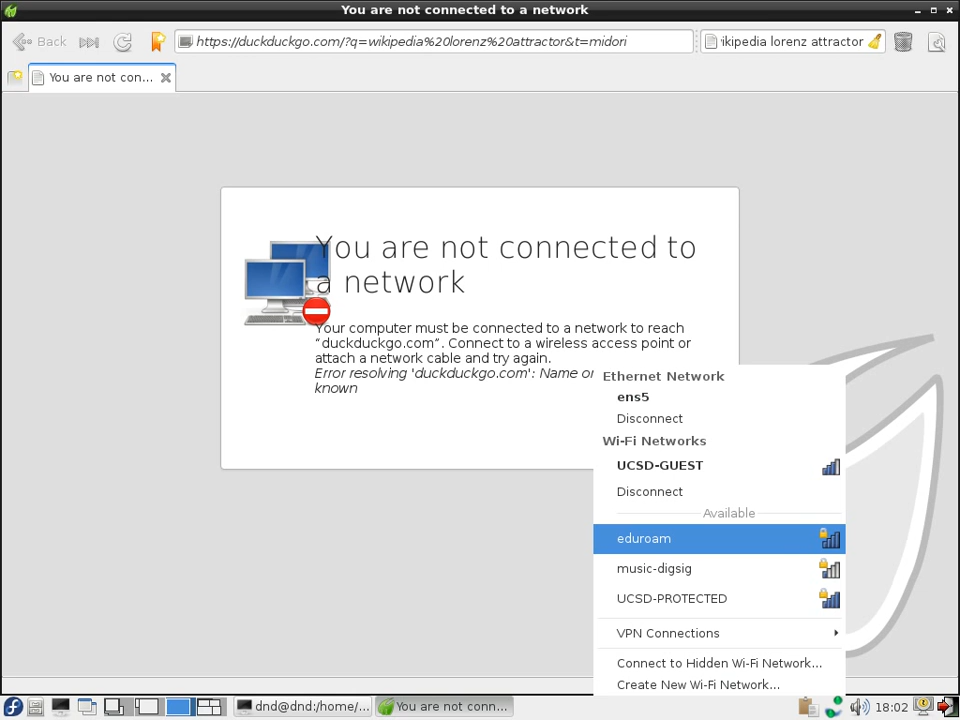 You are not connected to a network
Back
https://duckduckgo.com/?q=wikipedia%20lorenz%20attractor&t=midori
ikipedia lorenz attractor
You are not con...
You are not connected to
a network
Your computer must be connected to a network to reach
“duckduckgo.com”. Connect to a wireless access point or
attach a network cable and try again.
Error resolving 'duckduckgo.com': Name or
known
Ethernet Network
ens5
Disconnect
Wi-Fi Networks
UCSD-GUEST
Disconnect
Available
eduroam
music-digsig
UCSD-PROTECTED
VPN Connections
Connect to Hidden Wi-Fi Network...
Create New Wi-Fi Network...
dnd@dnd:/home/...
You are not conn...
18:02